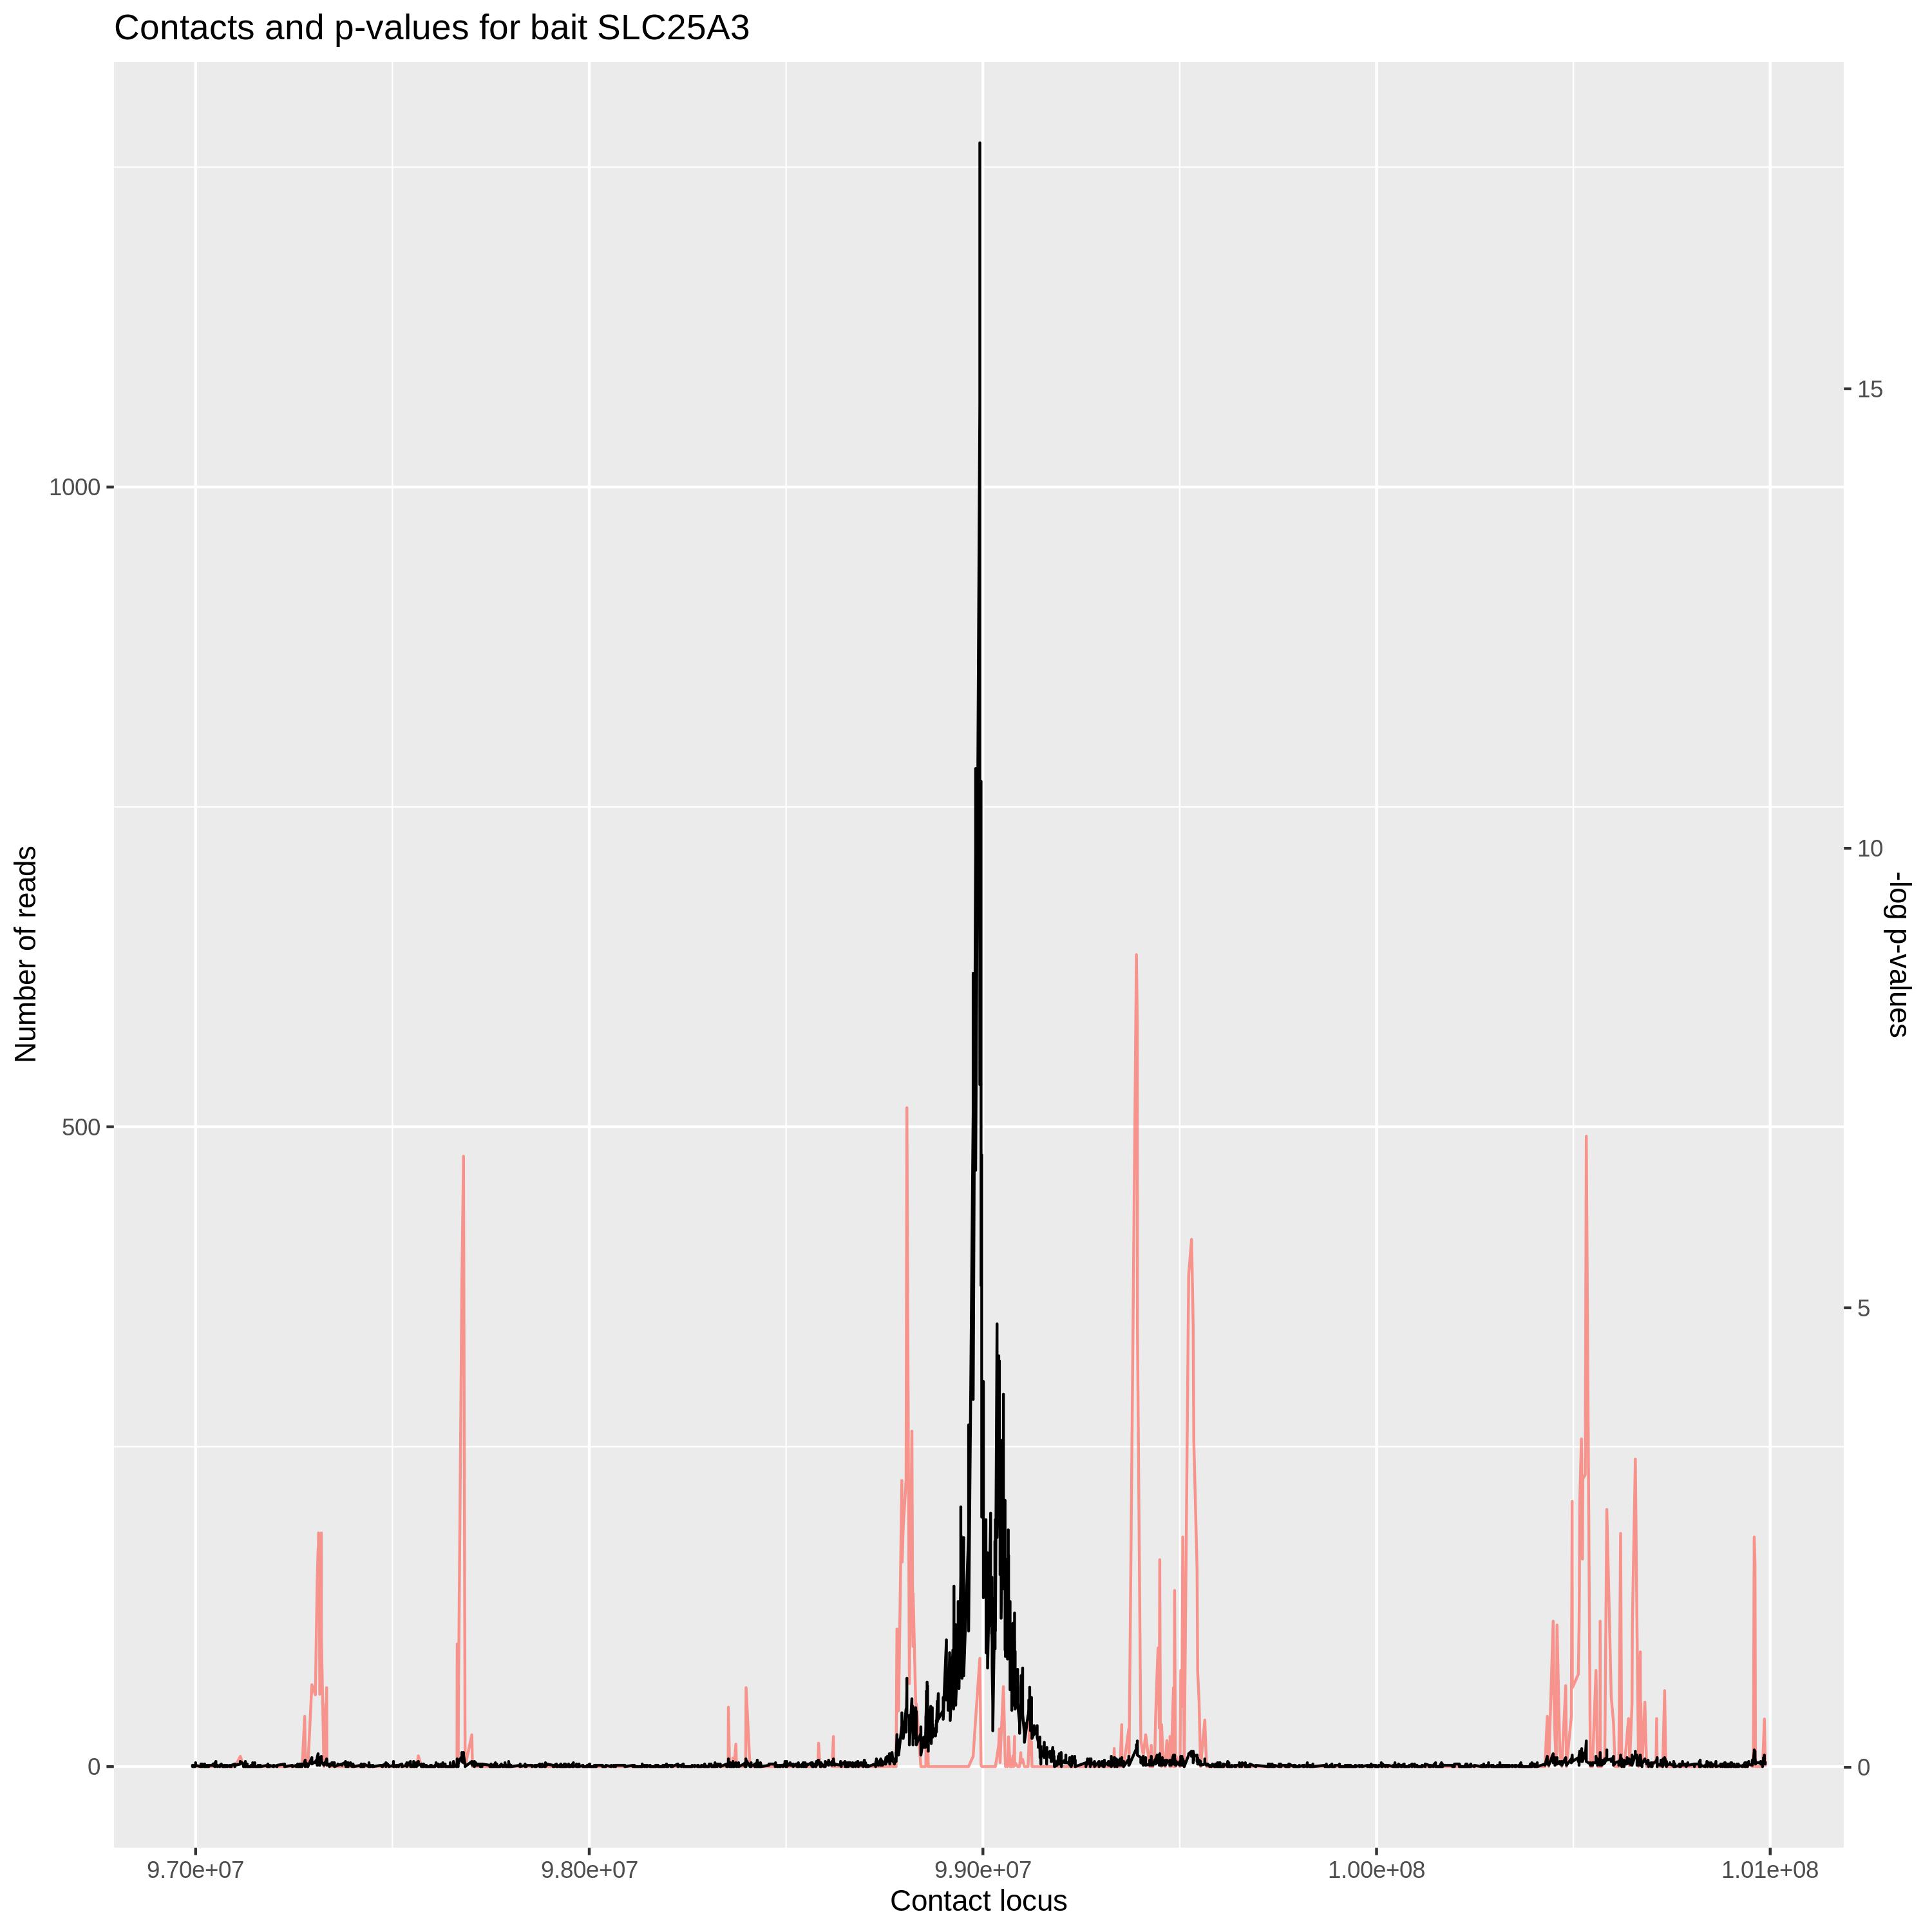 Contacts and p-values for bait SLC25A3
Number of reads
1000
500
0
15
10
5
0
-log p-values
9.70e+07
9.80e+07
9.90e+07
1.00e+08
1.01e+08
Contact locus